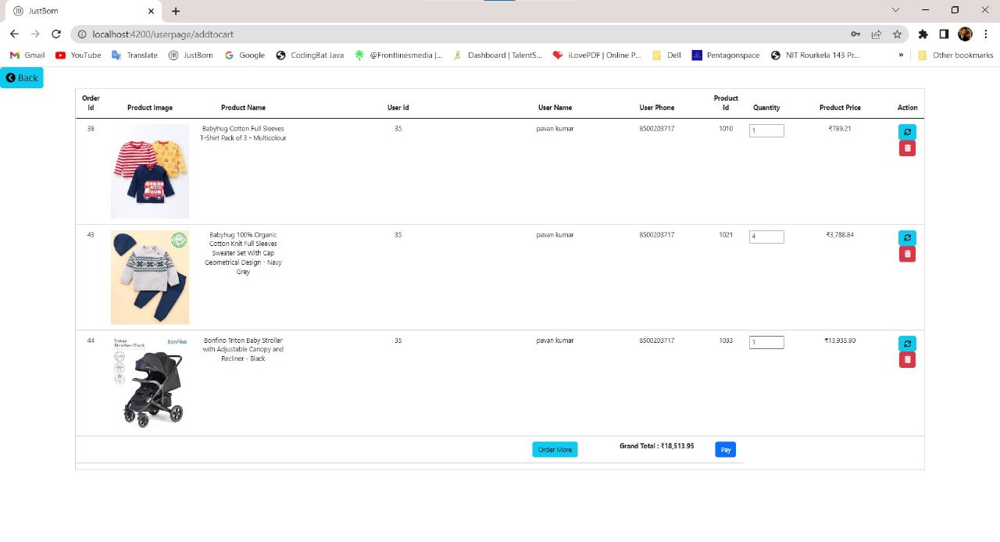 JustBorn
localhost:4200/userpage/addtocart
Gmail YouTube Translate JustBorn Google CodingBat Java @Frontlinesmedia |... Dashboard | TalentS... iLovePDF | Online P... Dell Pentagonspace NIT Rourkela 143 Pr... » Other bookmarks
Back
Order Id Product Image Product Name User Id User Name User Phone Product Id Quantity Product Price Action
38 Babyhug Cotton Full Sleeves 35 pavan kumar 8500203717 1010 1 ₹789.21
T-Shirt Pack of 3 - Multicolour
43 Babyhug 100% Organic 35 pavan kumar 8500203717 1021 4 ₹3,788.84
Cotton Knit Full Sleeves
Sweater Set With Cap
Geometrical Design - Navy
Grey
44 Bonfino Triton Baby Stroller 35 pavan kumar 8500203717 1033 1 ₹13,935.90
with Adjustable Canopy and
Recliner - Black
Triton
Stroller-Black
BonFino
Order More Grand Total : ₹18,513.95 Pay